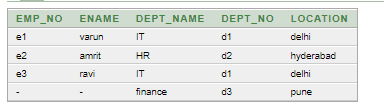 EMP_NO ENAME DEPT_NAME DEPT_NO LOCATION
e1 varun IT d1 delhi
e2 amrit HR d2 hyderabad
e3 ravi IT d1 delhi
- - finance d3 pune